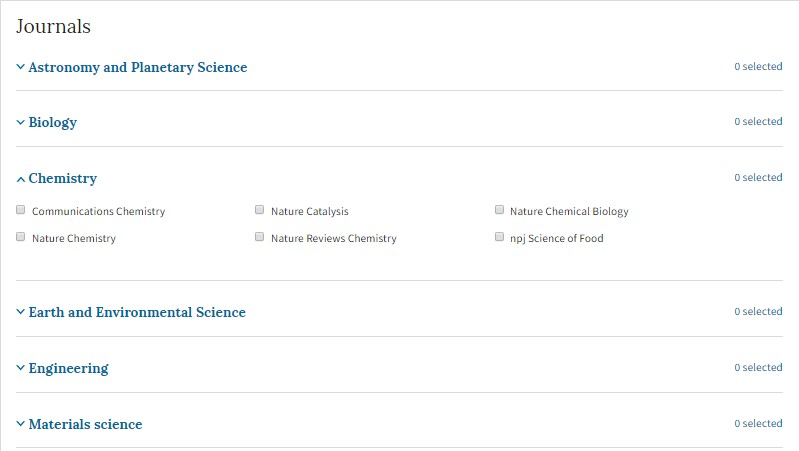 Journals
Astronomy and Planetary Science 0 selected
Biology 0 selected
Chemistry 0 selected
Communications Chemistry Nature Catalysis Nature Chemical Biology
Nature Chemistry Nature Reviews Chemistry npj Science of Food
Earth and Environmental Science 0 selected
Engineering 0 selected
Materials science 0 selected